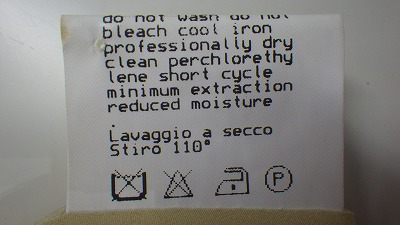 do not wash do not
bleach cool iron
professionally dry
clean perchlorethy
lene short cycle
minimum extraction
reduced moisture
.
Lavaggio a secco
Stiro 110°
P